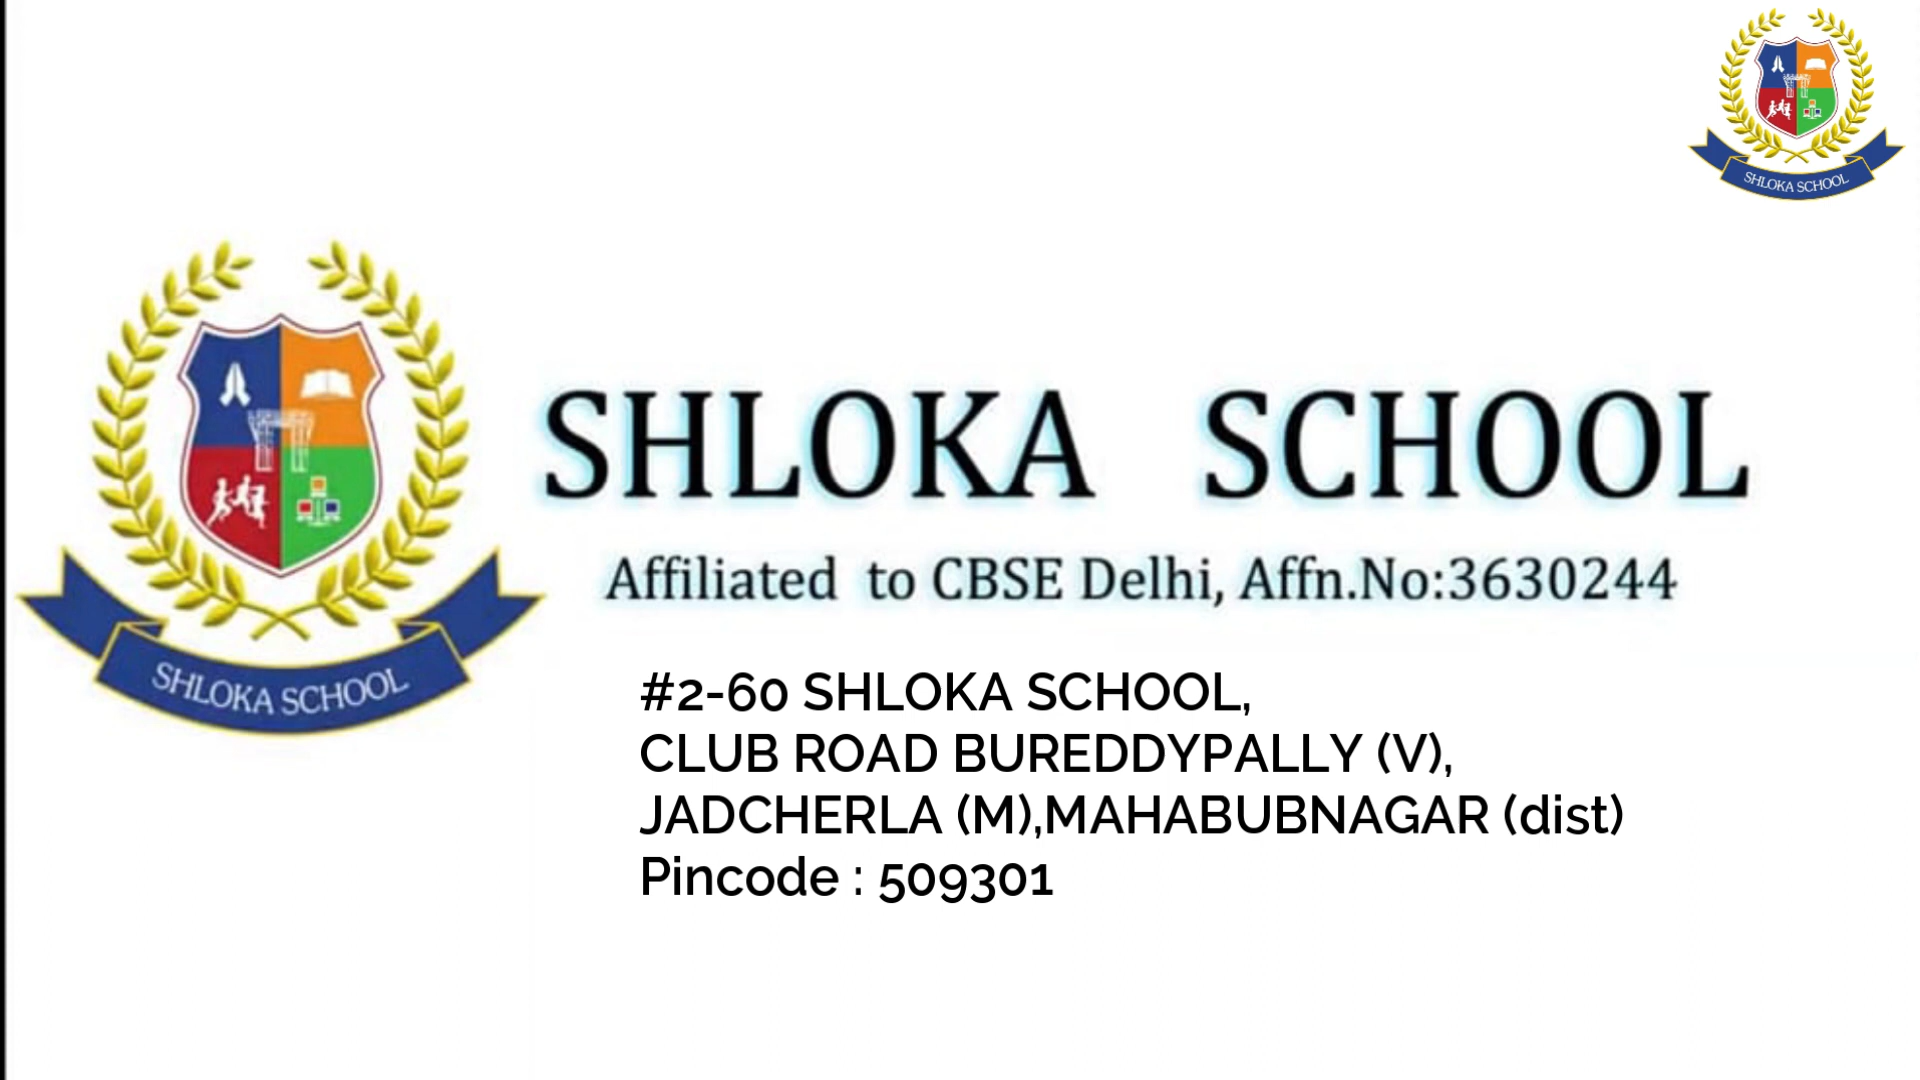 SHLOKA SCHOOL
SHLOKA SCHOOL
Affiliated to CBSE Delhi, Affn.No:3630244
SHLOKA SCHOOL
#2-60 SHLOKA SCHOOL,
CLUB ROAD BUREDDYPALLY (V),
JADCHERLA (M),MAHABUBNAGAR (dist)
Pincode : 509301